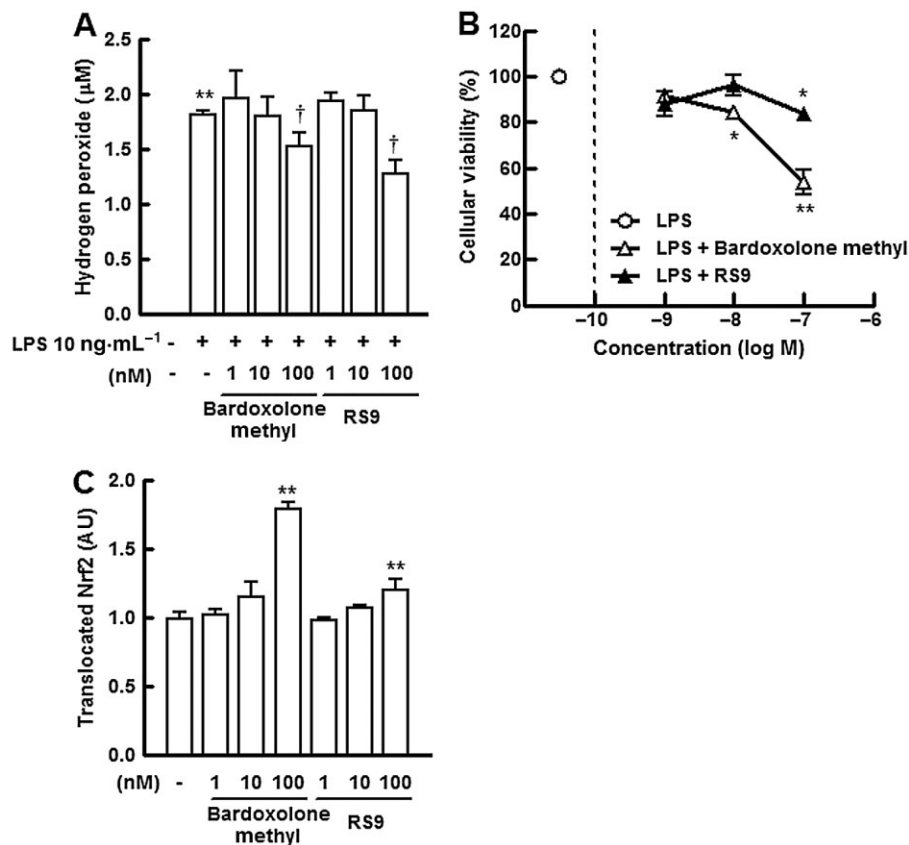 A
Hydrogen peroxide (μM)
2.5
2.0
1.5
1.0
0.5
0.0
**
†
†
LPS 10 ng·mL⁻¹ - + + + + + + +
(nM) - - 1 10 100 1 10 100
Bardoxolone
methyl
RS9
B
Cellular viability (%)
120
100
80
60
40
20
0
*
*
**
LPS
LPS + Bardoxolone methyl
LPS + RS9
−10 −9 −8 −7 −6
Concentration (log M)
C
Translocated Nrf2 (AU)
2.0
1.5
1.0
0.5
0.0
**
**
(nM) - 1 10 100 1 10 100
Bardoxolone
methyl
RS9